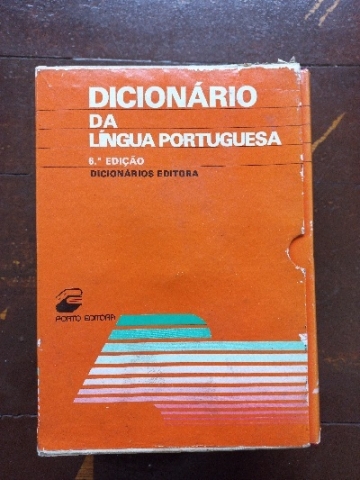 DICIONÁRIO
DA
LÍNGUA PORTUGUESA
6.ª EDIÇÃO
DICIONÁRIOS EDITORA
PORTO EDITORA